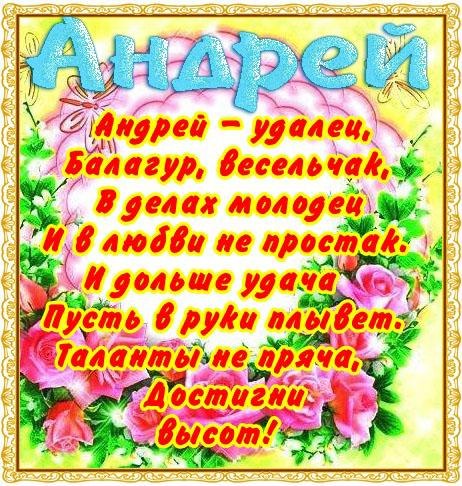 Андрей
Андрей – удалец,
Балагур, весельчак,
В делах молодец
И в любви не простак.
И дольше удача
Пусть в руки плывет.
Таланты не пряча,
Достигни
высот!